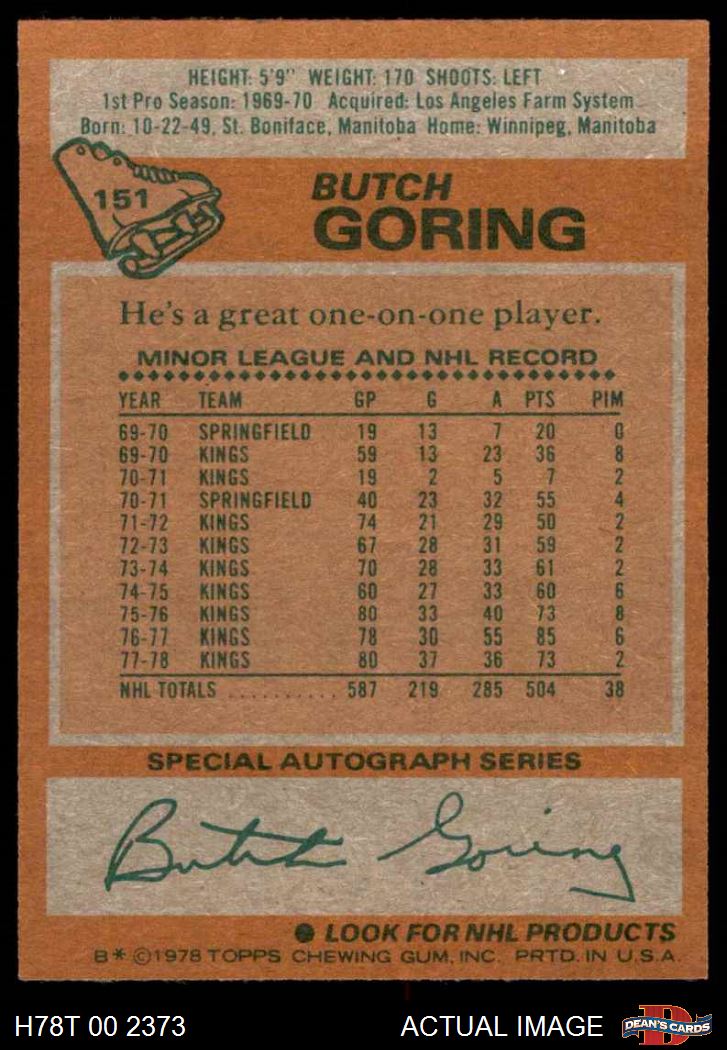 HEIGHT: 5'9" WEIGHT: 170 SHOOTS: LEFT
1st Pro Season: 1969-70 Acquired: Los Angeles Farm System
Born: 10-22-49, St. Boniface, Manitoba Home: Winnipeg, Manitoba
151
BUTCH
GORING
He's a great one-on-one player.
MINOR LEAGUE AND NHL RECORD
YEAR TEAM GP G A PTS PIM
69-70 SPRINGFIELD 19 13 7 20 0
69-70 KINGS 59 13 23 36 8
70-71 KINGS 19 2 5 7 2
70-71 SPRINGFIELD 40 23 32 55 4
71-72 KINGS 74 21 29 50 2
72-73 KINGS 67 28 31 59 2
73-74 KINGS 70 28 33 61 2
74-75 KINGS 60 27 33 60 6
75-76 KINGS 80 33 40 73 8
76-77 KINGS 78 30 55 85 6
77-78 KINGS 80 37 36 73 2
NHL TOTALS .......... 587 219 285 504 38
SPECIAL AUTOGRAPH SERIES
Butch Goring
● LOOK FOR NHL PRODUCTS
B* ©1978 TOPPS CHEWING GUM, INC. PRTD. IN U.S.A.
H78T 00 2373 ACTUAL IMAGE D DEAN'S CARDS